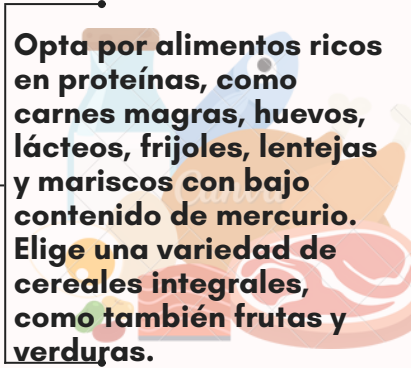 Opta por alimentos ricos
en proteínas, como
carnes magras, huevos,
lácteos, frijoles, lentejas
y mariscos con bajo
contenido de mercurio.
Elige una variedad de
cereales integrales,
como también frutas y
verduras.